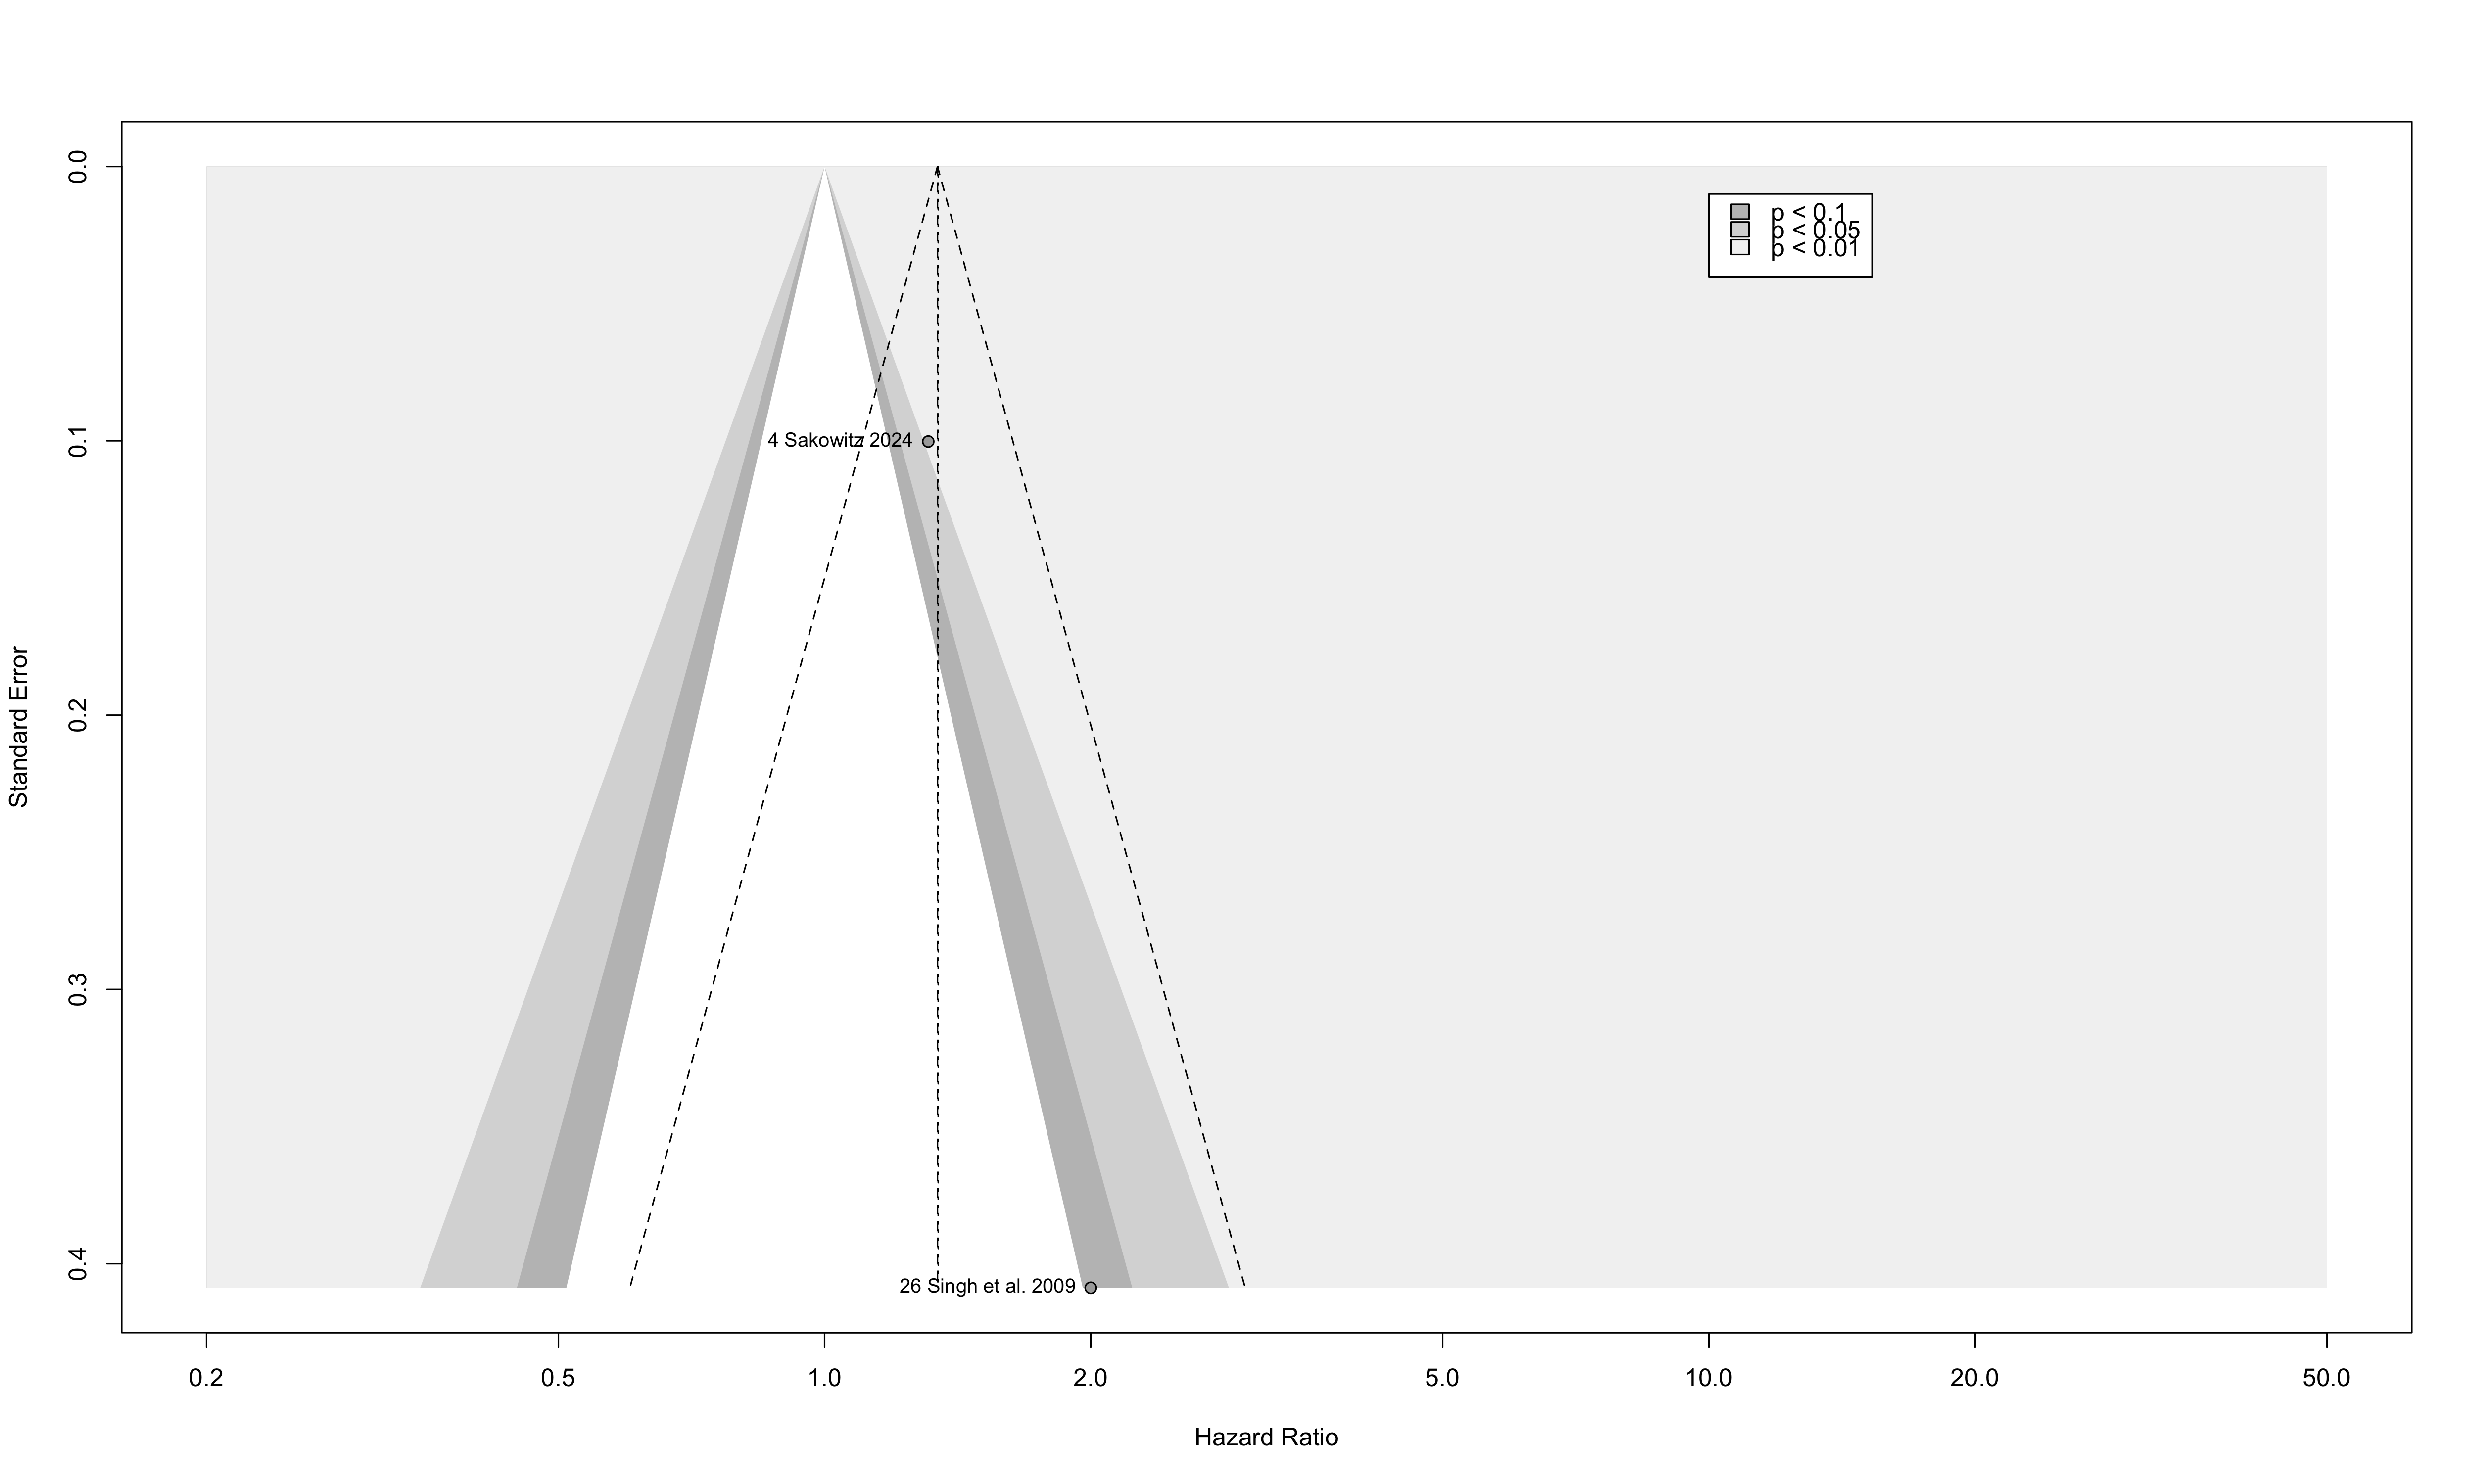 p < 0.1
p < 0.05
p < 0.01
4 Sakowitz 2024
26 Singh et al. 2009
Standard Error
0.0
0.1
0.2
0.3
0.4
0.2 0.5 1.0 2.0 5.0 10.0 20.0 50.0
Hazard Ratio